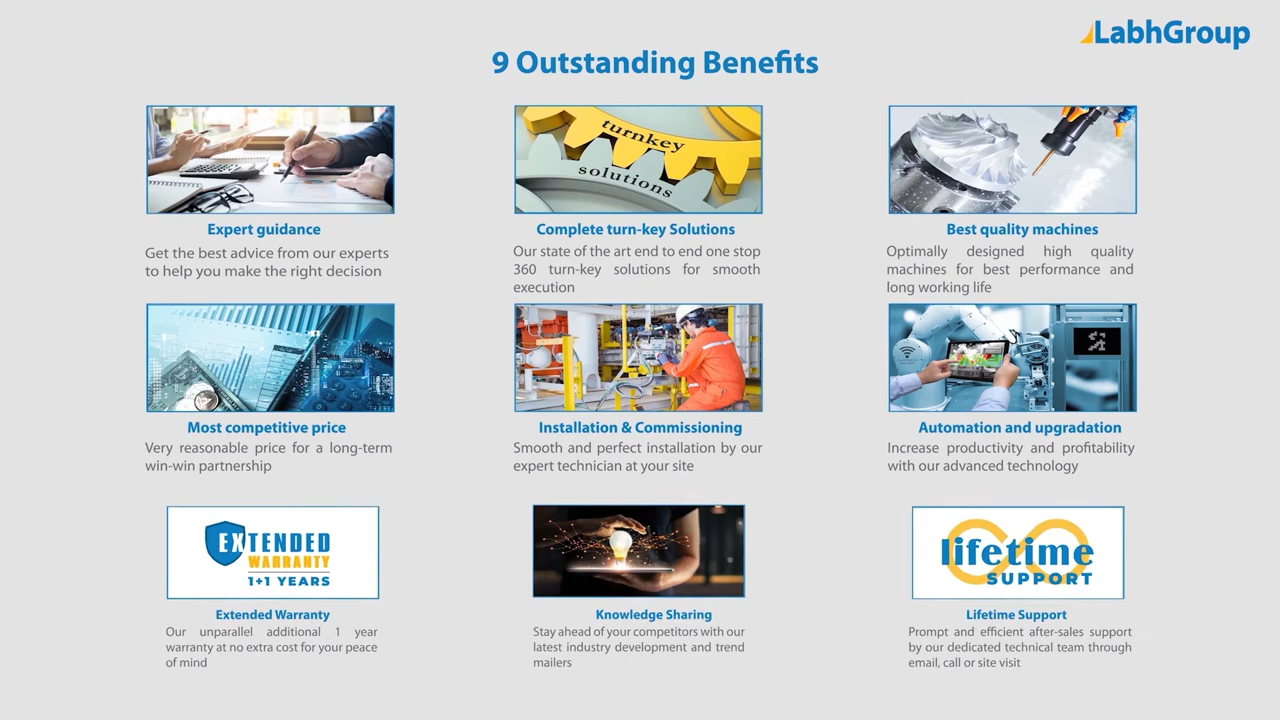 LabhGroup
9 Outstanding Benefits
turnkey
solutions
Expert guidance
Get the best advice from our experts
to help you make the right decision
Complete turn-key Solutions
Our state of the art end to end one stop
360 turn-key solutions for smooth
execution
Best quality machines
Optimally designed high quality
machines for best performance and
long working life
Most competitive price
Very reasonable price for a long-term
win-win partnership
Installation & Commissioning
Smooth and perfect installation by our
expert technician at your site
Automation and upgradation
Increase productivity and profitability
with our advanced technology
EXTENDED
WARRANTY
1+1 YEARS
Extended Warranty
Our unparallel additional 1 year
warranty at no extra cost for your peace
of mind
Knowledge Sharing
Stay ahead of your competitors with our
latest industry development and trend
mailers
lifetime
SUPPORT
Lifetime Support
Prompt and efficient after-sales support
by our dedicated technical team through
email, call or site visit